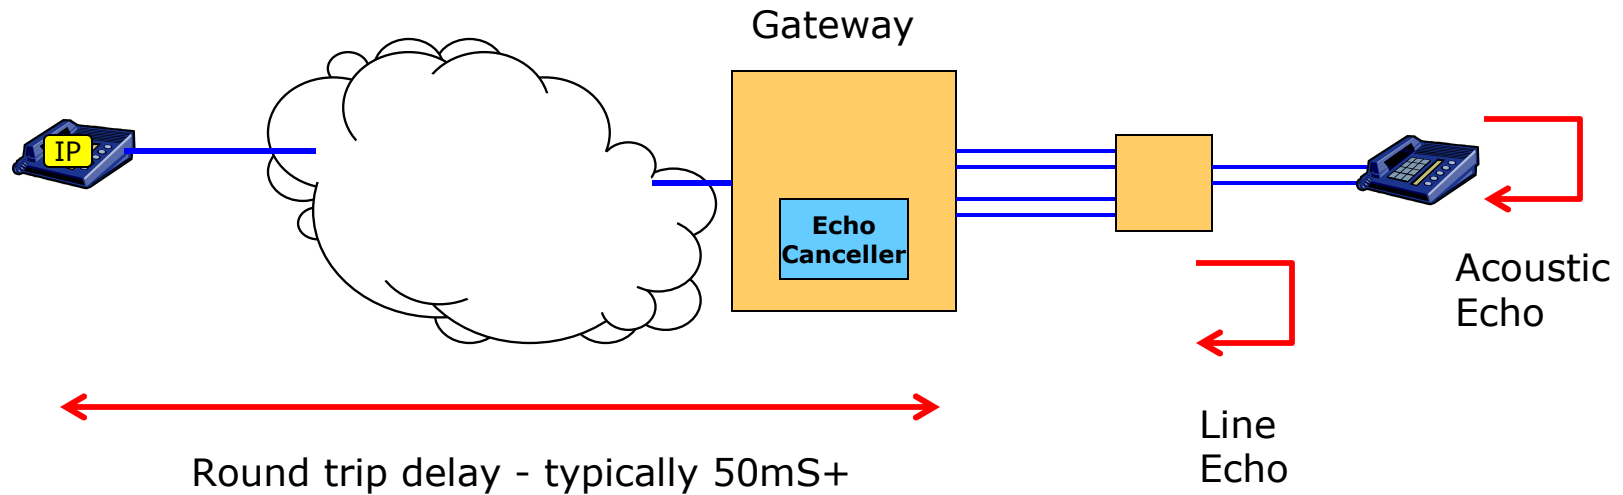 Gateway
IP
Echo
Canceller
Acoustic
Echo
Line
Echo
Round trip delay - typically 50mS+